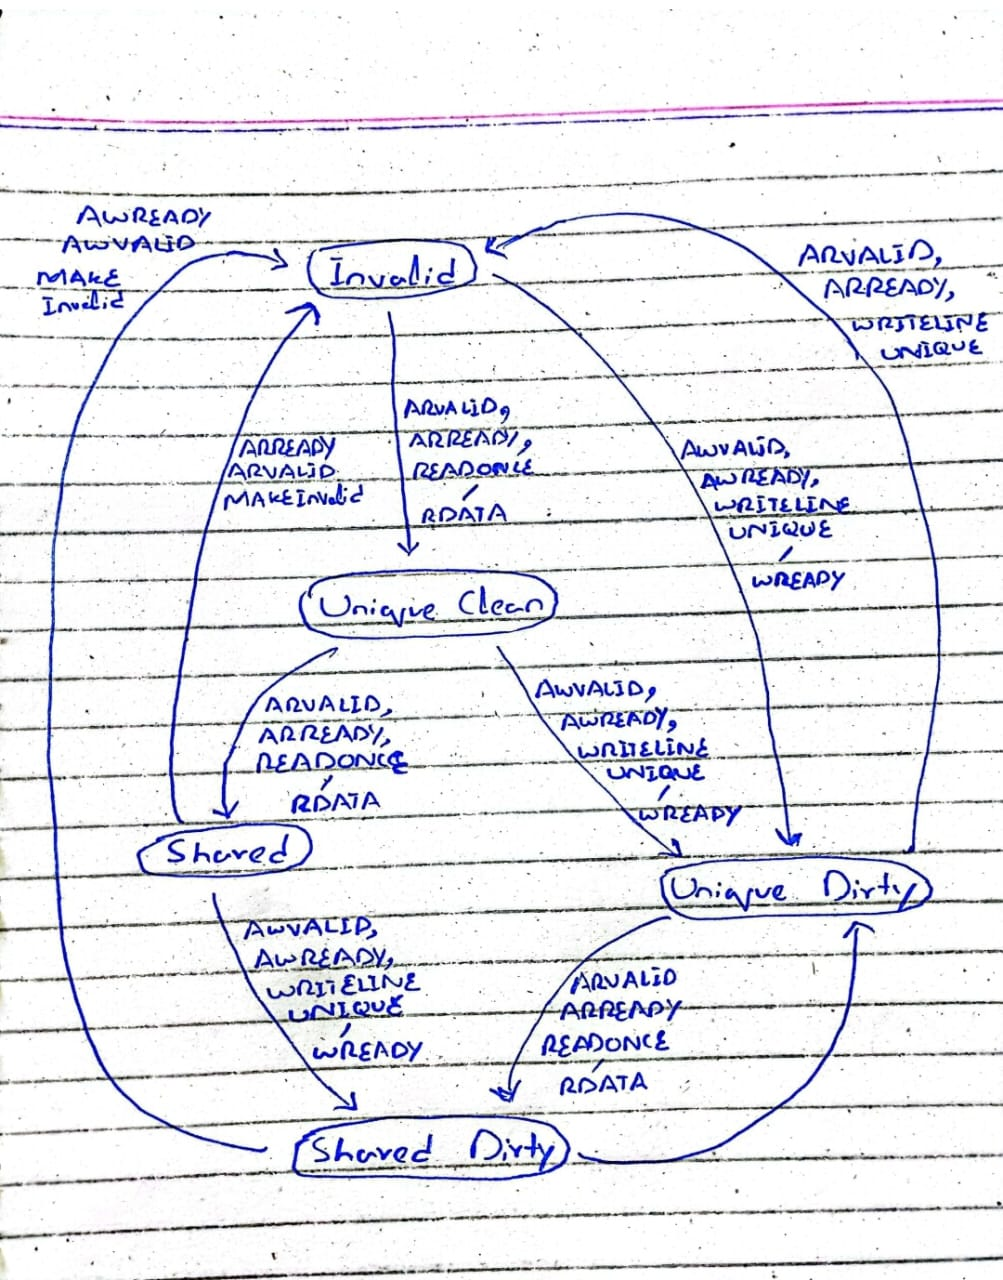 AWREADY
AWVALID
MAKE
Invalid
Invalid
ARVALID,
ARREADY,
WRITELINE
UNIQUE
ARREADY
ARVALID
MAKEInvalid
ARVALID,
ARREADY,
READONCE
/
RDATA
AWVALID,
AWREADY,
WRITELINE
UNIQUE
/
WREADY
Unique Clean
ARVALID,
ARREADY,
READONCE
/
RDATA
AWVALID,
AWREADY,
WRITELINE
UNIQUE
/
WREADY
Shared
Unique Dirty
AWVALID,
AWREADY,
WRITELINE
UNIQUE
/
WREADY
ARVALID
ARREADY
READONCE
/
RDATA
Shared Dirty